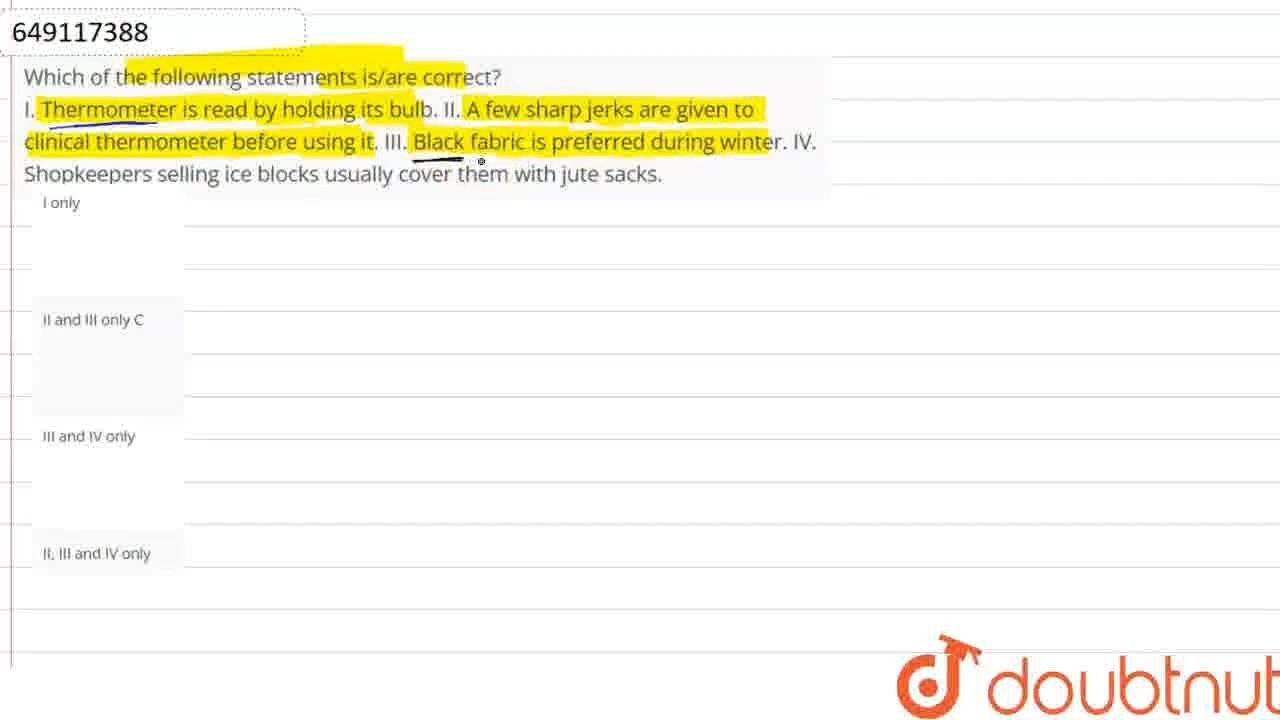 649117388
Which of the following statements is/are correct?
I. Thermometer is read by holding its bulb. II. A few sharp jerks are given to
clinical thermometer before using it. III. Black fabric is preferred during winter. IV.
Shopkeepers selling ice blocks usually cover them with jute sacks.
I only
II and III only C
III and IV only
II, III and IV only
doubtnut